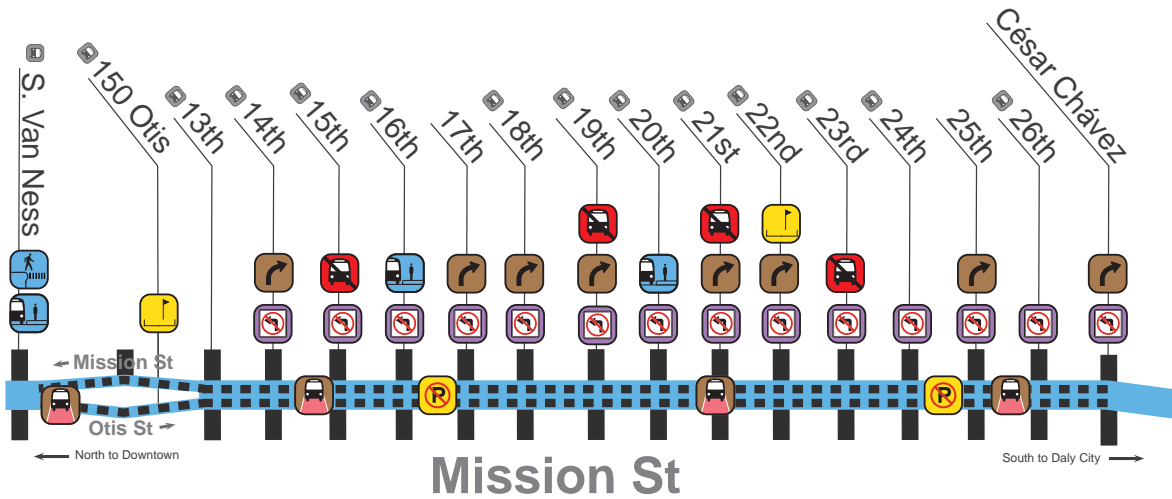 S. Van Ness
150 Otis
13th
14th
15th
16th
17th
18th
19th
20th
21st
22nd
23rd
24th
25th
26th
César Chávez
Mission St
P
P
Otis St
North to Downtown
South to Daly City
Mission St